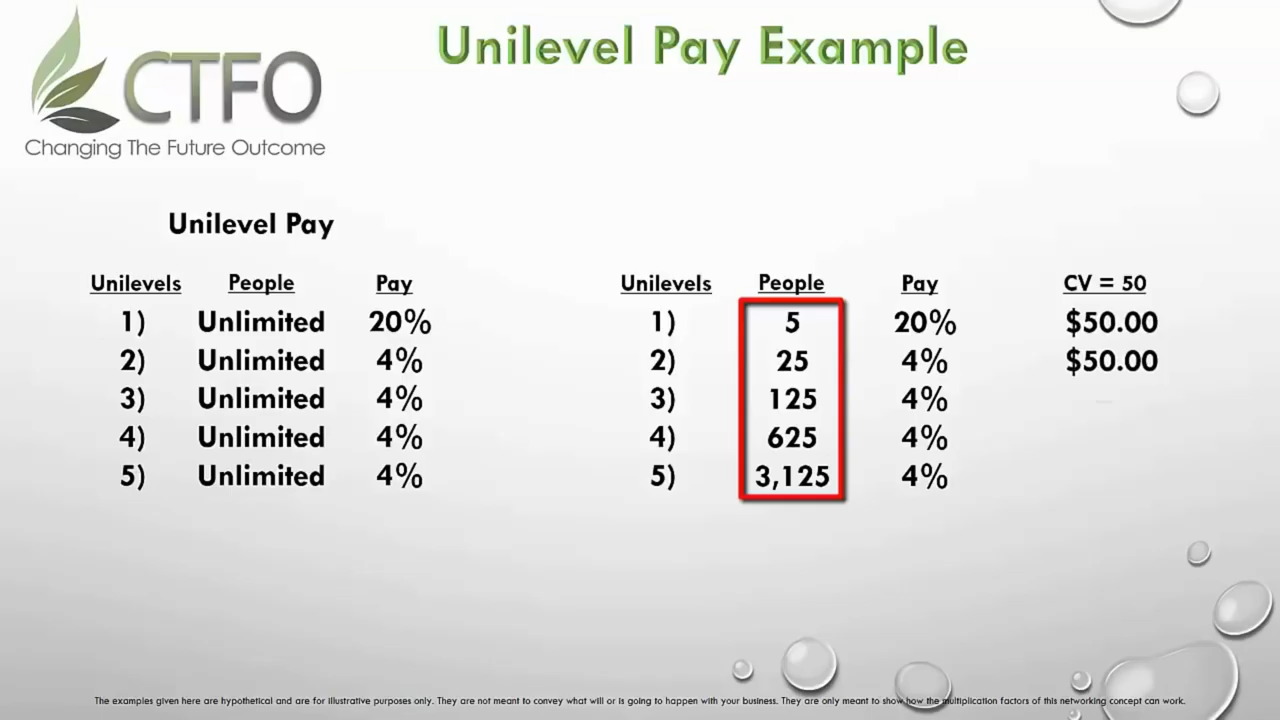 CTFO
Changing The Future Outcome
Unilevel Pay Example
Unilevel Pay
Unilevels People Pay
1) Unlimited 20%
2) Unlimited 4%
3) Unlimited 4%
4) Unlimited 4%
5) Unlimited 4%
Unilevels People Pay CV = 50
1) 5 20% $50.00
2) 25 4% $50.00
3) 125 4%
4) 625 4%
5) 3,125 4%
The examples given here are hypothetical and are for illustrative purposes only. They are not meant to convey what will or is going to happen with your business. They are only meant to show how the multiplication factors of this networking concept can work.